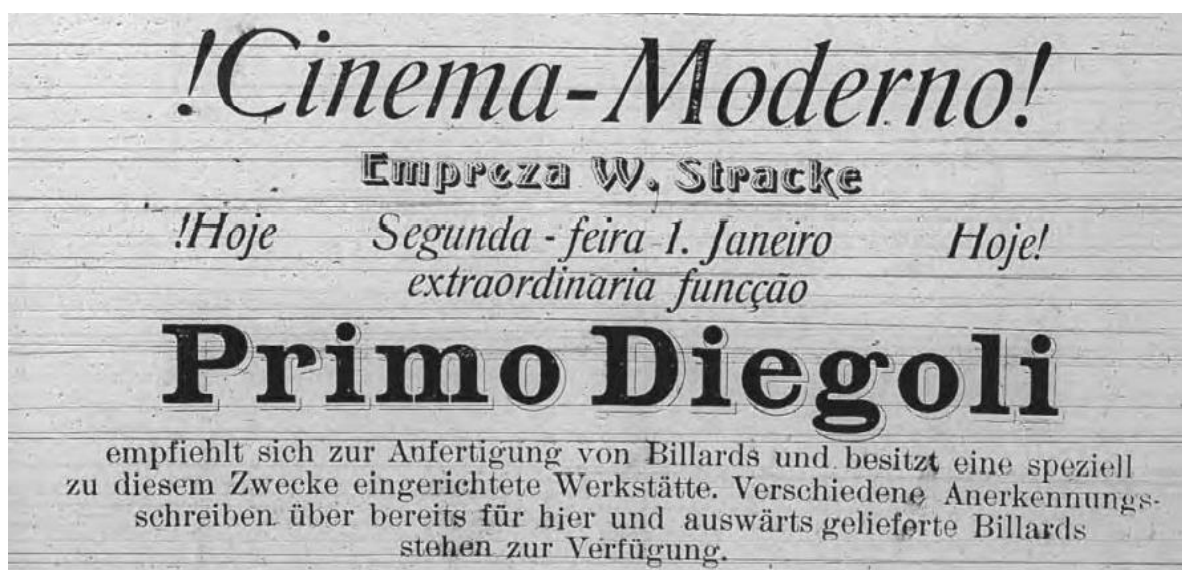 !Cinema-Moderno!
Empreza W. Stracke
!Hoje Segunda-feira 1. Janeiro Hoje!
extraordinaria funcção
Primo Diegoli
empfiehlt sich zur Anfertigung von Billards und besitzt eine speziell
zu diesem Zwecke eingerichtete Werkstätte. Verschiedene Anerkennungs-
schreiben über bereits für hier und auswärts gelieferte Billards
stehen zur Verfügung.